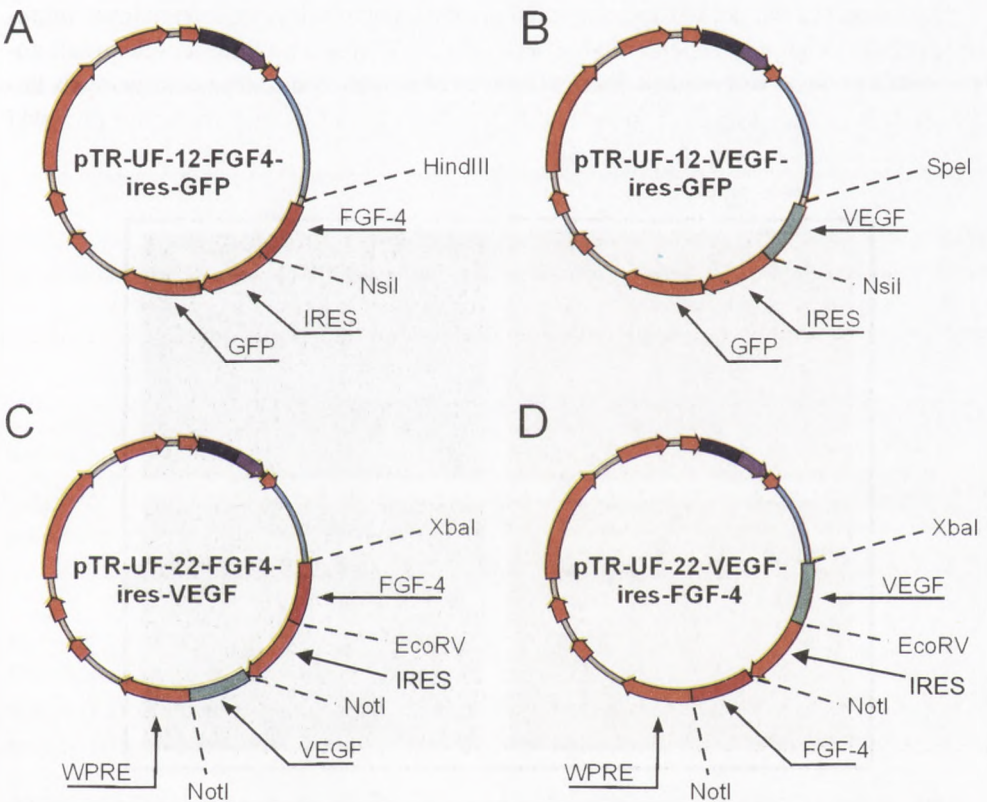 A
pTR-UF-12-FGF4-
ires-GFP
HindIII
FGF-4
NsiI
IRES
GFP
B
pTR-UF-12-VEGF-
ires-GFP
SpeI
VEGF
NsiI
IRES
GFP
C
pTR-UF-22-FGF4-
ires-VEGF
XbaI
FGF-4
EcoRV
IRES
NotI
VEGF
WPRE
NotI
D
pTR-UF-22-VEGF-
ires-FGF-4
XbaI
VEGF
EcoRV
IRES
NotI
FGF-4
WPRE
NotI